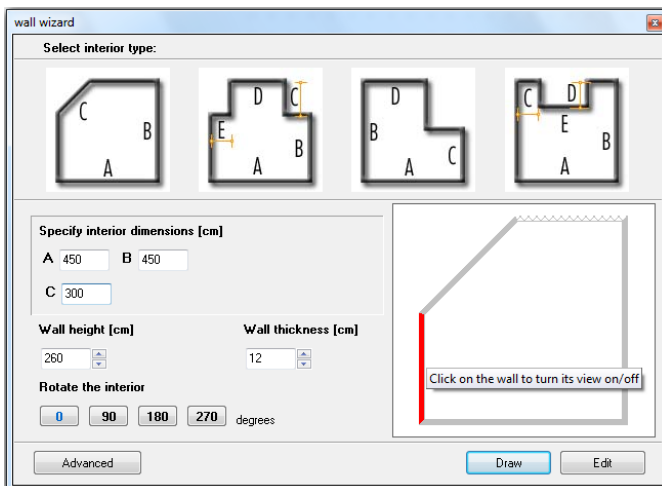 wall wizard
Select interior type:
C B A
D C E B A
D B C A
C D E B A
Specify interior dimensions [cm]
A 450 B 450
C 300
Wall height [cm] Wall thickness [cm]
260 12
Rotate the interior
0 90 180 270 degrees
Click on the wall to turn its view on/off
Advanced Draw Edit